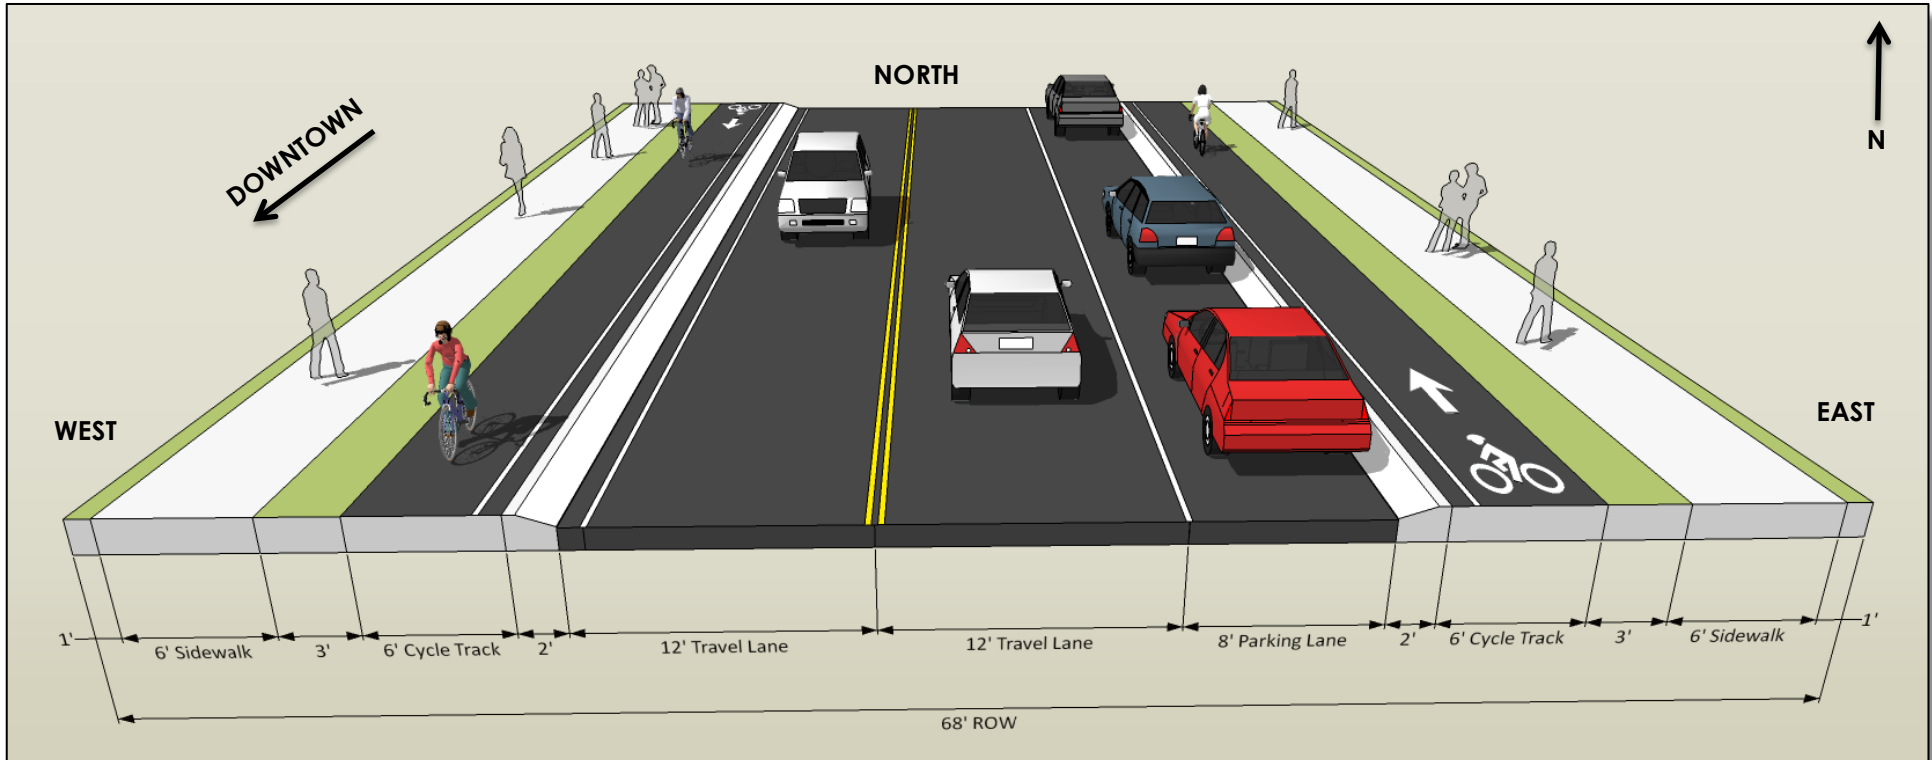 NORTH
N
DOWNTOWN
WEST
EAST
1' 6' Sidewalk 3' 6' Cycle Track 2' 12' Travel Lane 12' Travel Lane 8' Parking Lane 2' 6' Cycle Track 3' 6' Sidewalk 1'
68' ROW